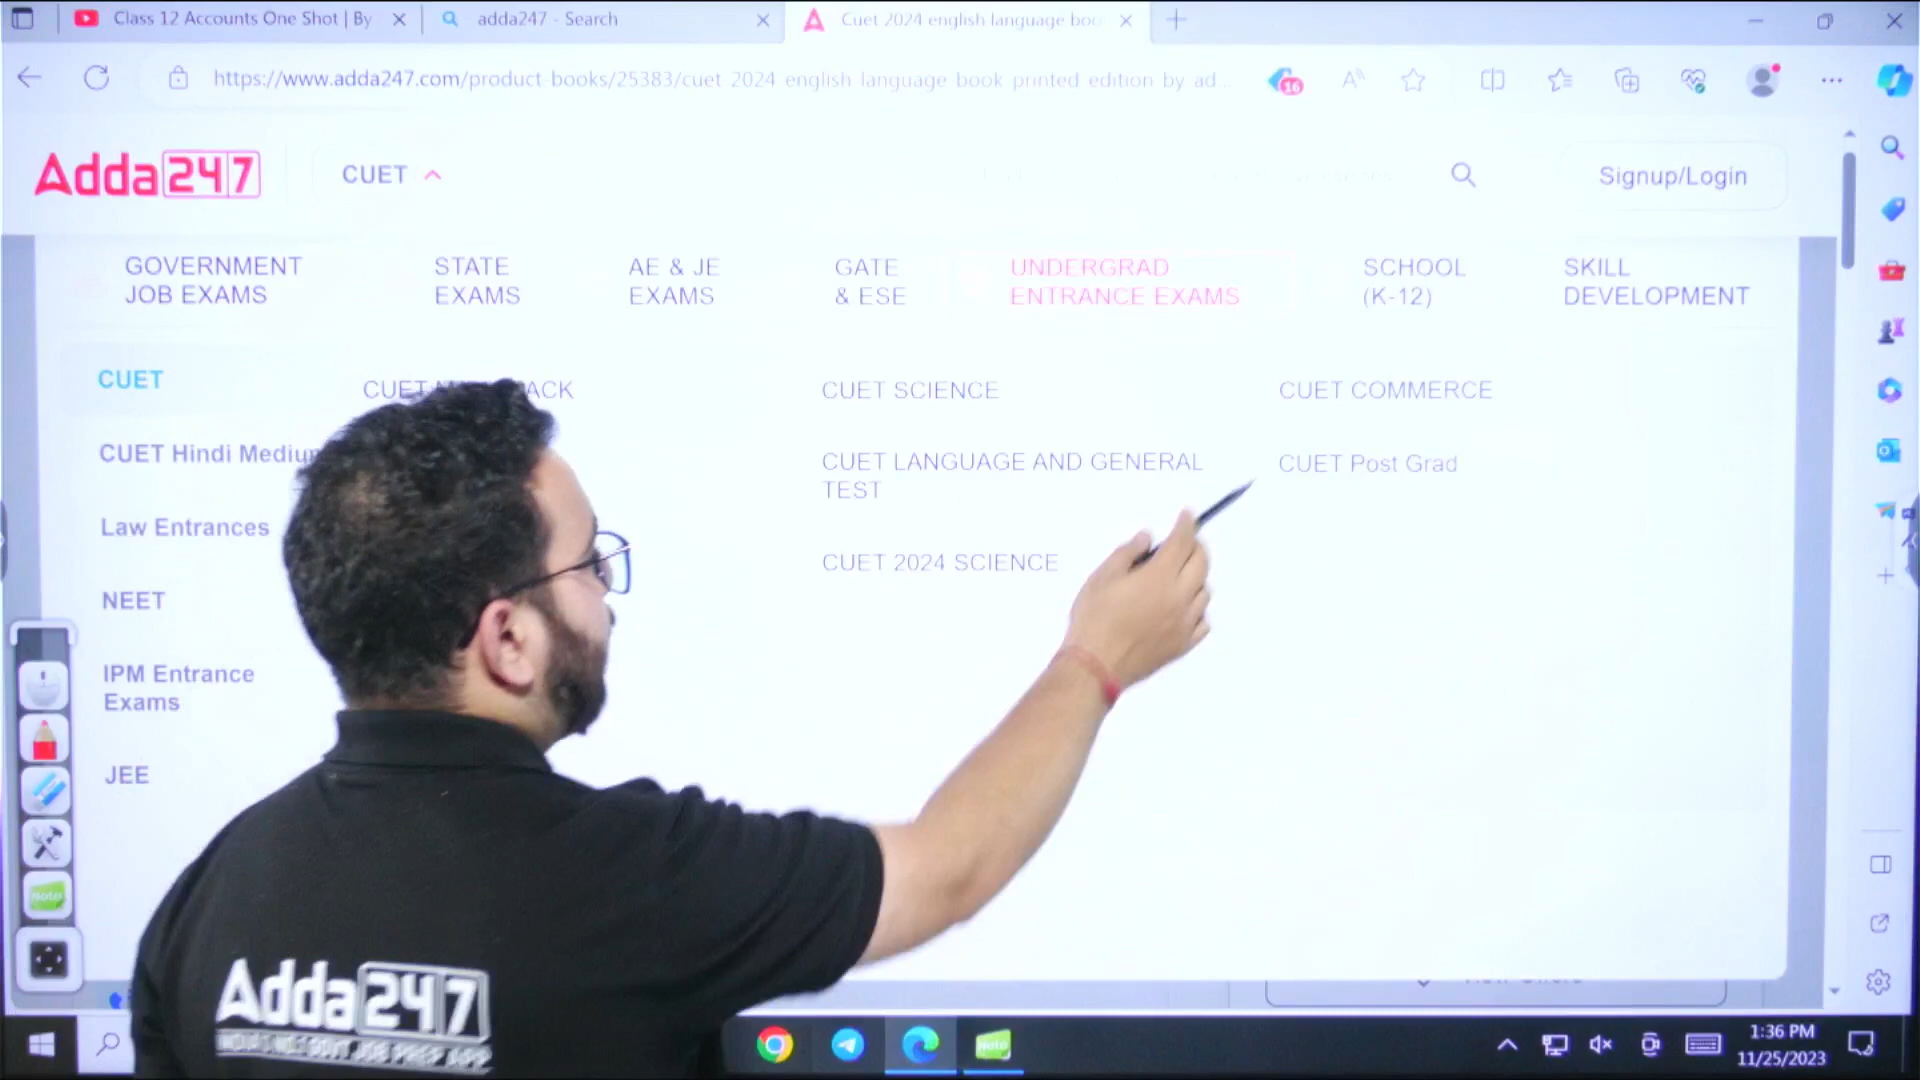 Class 12 Accounts One Shot | By
adda247 - Search
Cuet 2024 english language boo
https://www.adda247.com/product-books/25383/cuet 2024 english language book printed edition by ad...
16
Adda247
CUET
Signup/Login
GOVERNMENT
JOB EXAMS
STATE
EXAMS
AE & JE
EXAMS
GATE
& ESE
UNDERGRAD
ENTRANCE EXAMS
SCHOOL
(K-12)
SKILL
DEVELOPMENT
CUET
CUET Hindi Medium
Law Entrances
NEET
IPM Entrance
Exams
JEE
CUET ACK
CUET SCIENCE
CUET COMMERCE
CUET LANGUAGE AND GENERAL
TEST
CUET Post Grad
CUET 2024 SCIENCE
Note
Adda247
Note
1:36 PM
11/25/2023